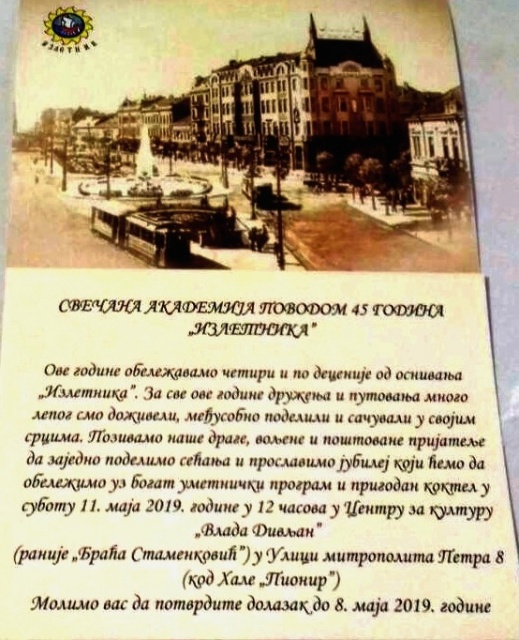 ИЗЛЕТНИК
СВЕЧАНА АКАДЕМИЈА ПОВОДОМ 45 ГОДИНА
„ИЗЛЕТНИКА”
Ове године обележавамо четири и по деценије од оснивања
„Излетника”. За све ове године дружења и путовања много
лепог смо доживели, међусобно поделили и сачували у својим
срцима. Позивамо наше драге, вољене и поштоване пријатеље
да заједно поделимо сећања и прославимо јубилеј који ћемо да
обележимо уз богат уметнички програм и пригодан коктел у
суботу 11. маја 2019. године у 12 часова у Центру за културу
„Влада Дивљан”
(раније „Браћа Стаменковић”) у Улици митрополита Петра 8
(код Хале „Пионир”)
Молимо вас да потврдите долазак до 8. маја 2019. године